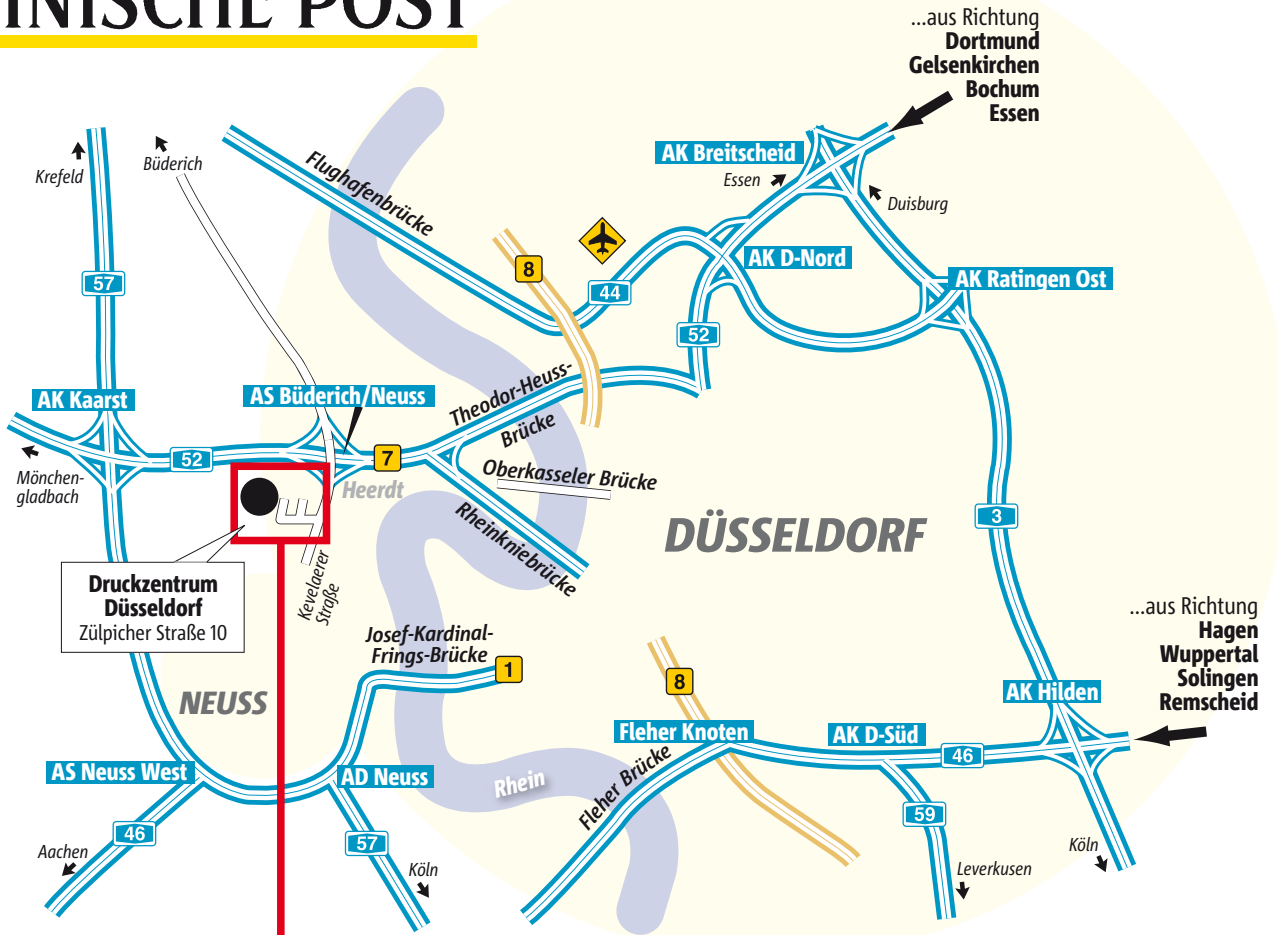 INISCHE POST
...aus Richtung
Dortmund
Gelsenkirchen
Bochum
Essen
AK Breitscheid
Essen
Duisburg
Krefeld
Büderich
Flughafenbrücke
8
44
AK D-Nord
AK Ratingen Ost
57
52
AK Kaarst
AS Büderich/Neuss
Theodor-Heuss-
Brücke
52
7
Mönchen-
gladbach
Heerdt
Oberkasseler Brücke
Rheinkniebrücke
DÜSSELDORF
3
Druckzentrum
Düsseldorf
Zülpicher Straße 10
Kevelaerer
Straße
...aus Richtung
Hagen
Wuppertal
Solingen
Remscheid
Josef-Kardinal-
Frings-Brücke
1
8
NEUSS
AK Hilden
Fleher Knoten
AK D-Süd
46
AS Neuss West
AD Neuss
Rhein
Fleher Brücke
59
46
57
Aachen
Köln
Leverkusen
Köln